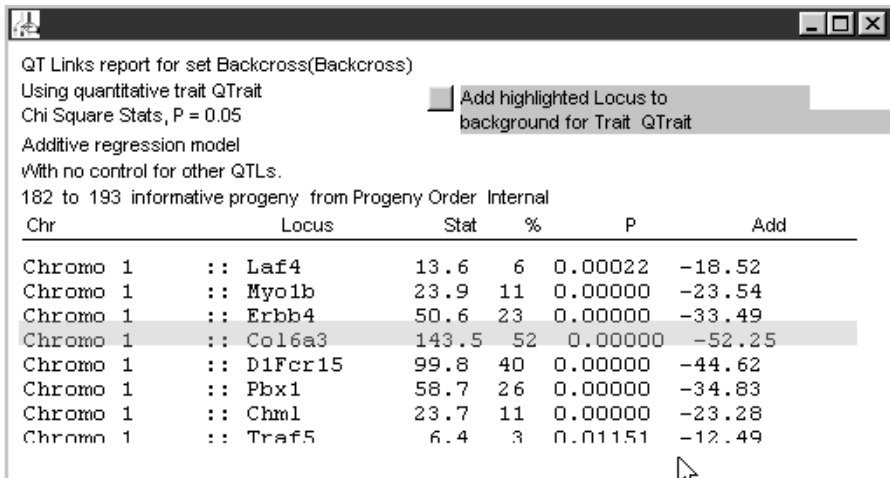 QT Links report for set Backcross(Backcross)
Using quantitative trait QTrait
Chi Square Stats, P = 0.05
Add highlighted Locus to
background for Trait QTrait
Additive regression model
With no control for other QTLs.
182 to 193 informative progeny from Progeny Order Internal
Chr Locus Stat % P Add
Chromo 1 :: Laf4 13.6 6 0.00022 -18.52
Chromo 1 :: Myo1b 23.9 11 0.00000 -23.54
Chromo 1 :: Erbb4 50.6 23 0.00000 -33.49
Chromo 1 :: Col6a3 143.5 52 0.00000 -52.25
Chromo 1 :: D1Fcr15 99.8 40 0.00000 -44.62
Chromo 1 :: Pbx1 58.7 26 0.00000 -34.83
Chromo 1 :: Chml 23.7 11 0.00000 -23.28
Chromo 1 :: Traf5 6.4 3 0.01151 -12.49